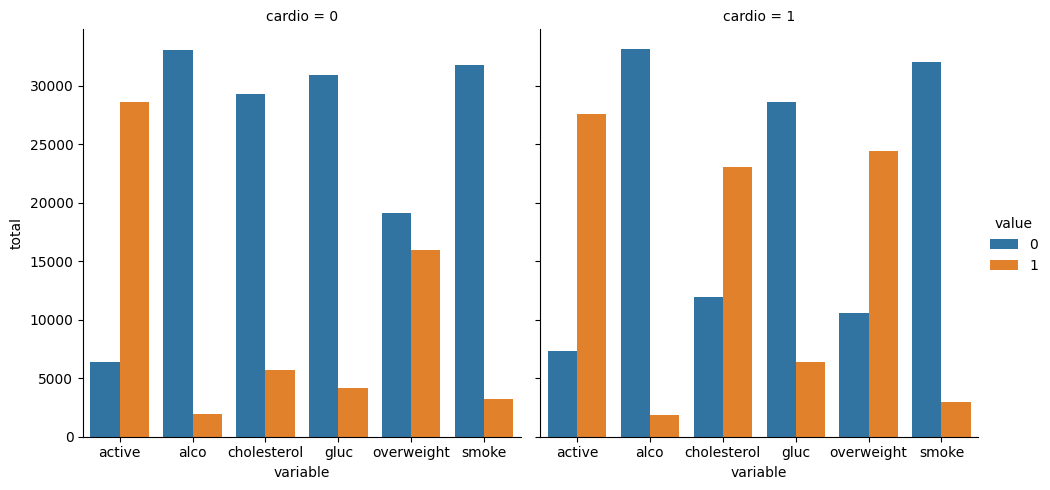 cardio = 0
cardio = 1
total
30000
25000
20000
15000
10000
5000
0
active alco cholesterol gluc overweight smoke
variable
active alco cholesterol gluc overweight smoke
variable
value
0
1